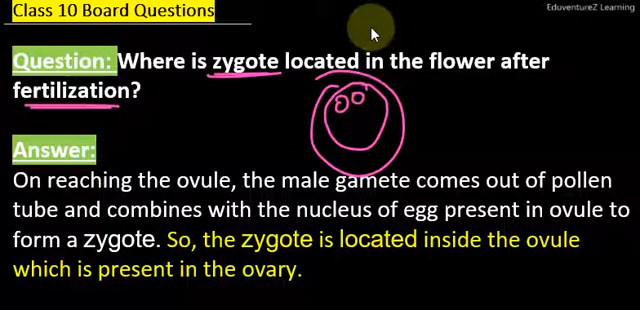 Class 10 Board Questions
EduventureZ Learning
Question: Where is zygote located in the flower after
fertilization?
Answer:
On reaching the ovule, the male gamete comes out of pollen
tube and combines with the nucleus of egg present in ovule to
form a zygote. So, the zygote is located inside the ovule
which is present in the ovary.